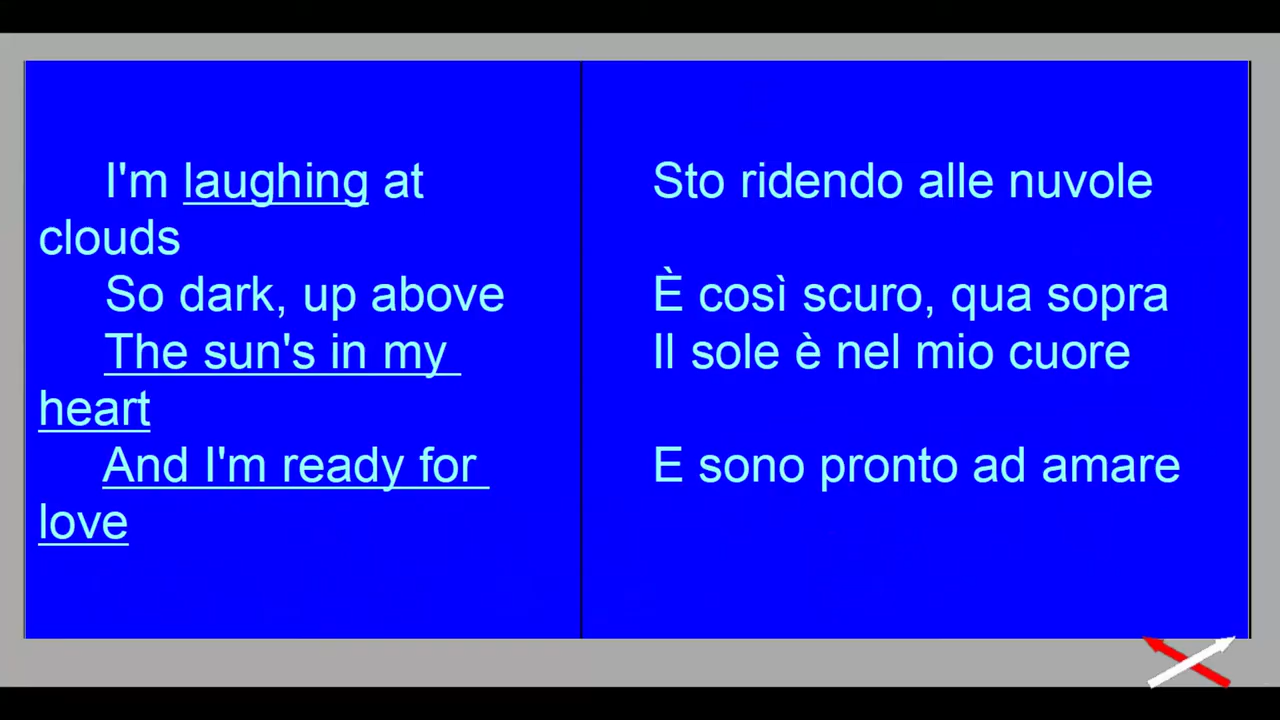 I'm laughing at
clouds
So dark, up above
The sun's in my
heart
And I'm ready for
love
Sto ridendo alle nuvole
È così scuro, qua sopra
Il sole è nel mio cuore
E sono pronto ad amare